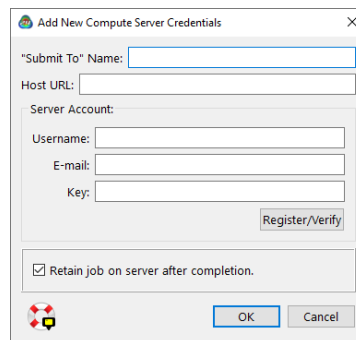 Add New Compute Server Credentials
"Submit To" Name:
Host URL:
Server Account:
Username:
E-mail:
Key:
Register/Verify
Retain job on server after completion.
OK Cancel